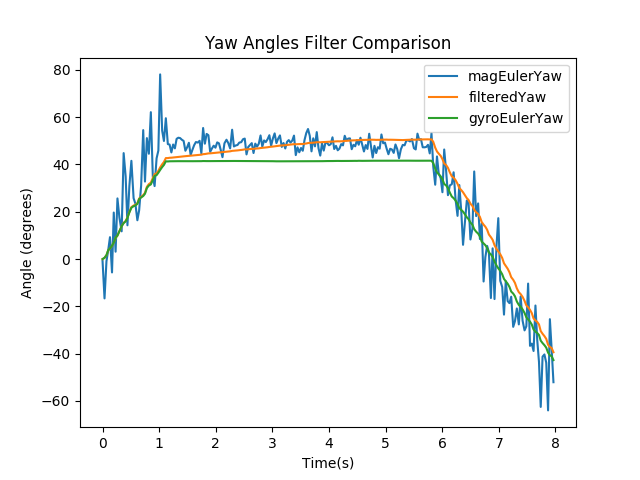 Yaw Angles Filter Comparison
magEulerYaw
filteredYaw
gyroEulerYaw
80
60
40
20
0
−20
−40
−60
Angle (degrees)
0 1 2 3 4 5 6 7 8
Time(s)